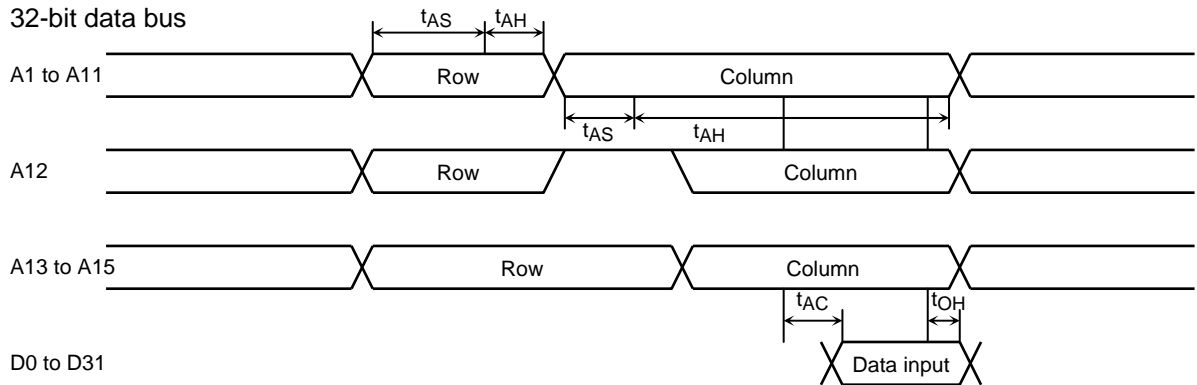 32-bit data bus
tAS tAH
A1 to A11 Row Column
tAS tAH
A12 Row Column
A13 to A15 Row Column
tAC tOH
D0 to D31 Data input